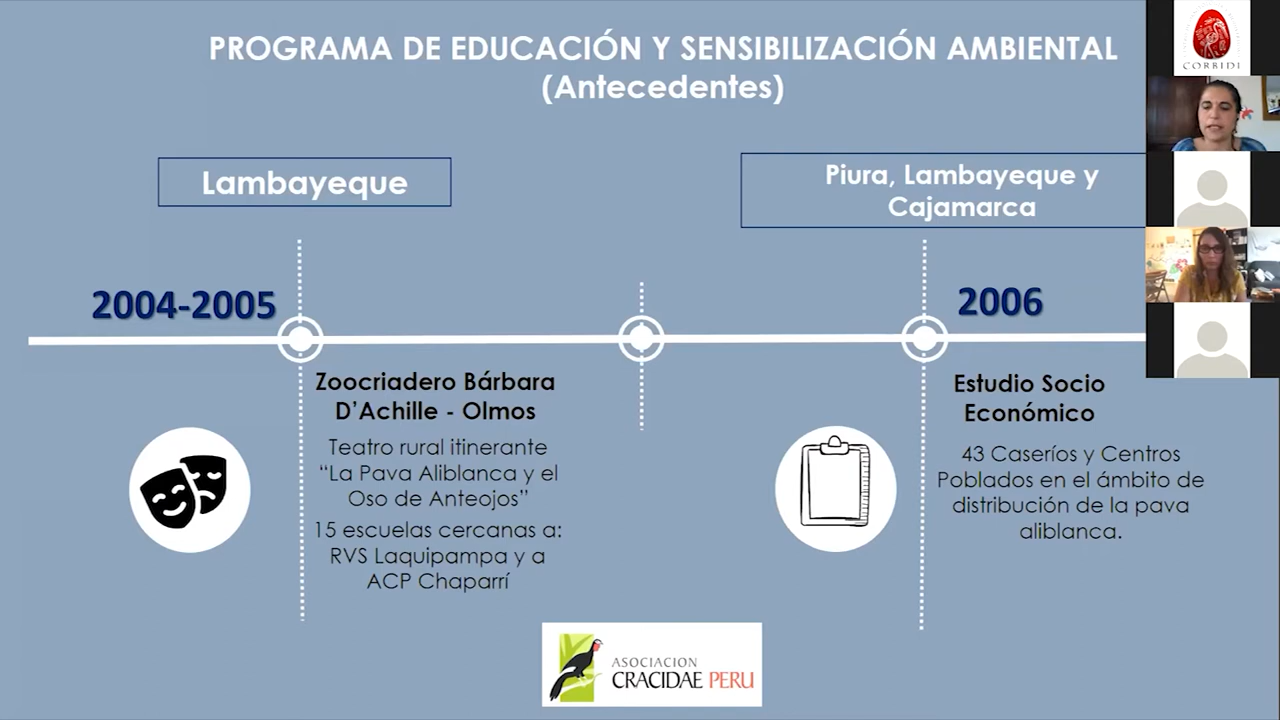 PROGRAMA DE EDUCACIÓN Y SENSIBILIZACIÓN AMBIENTAL
(Antecedentes)
Lambayeque
Piura, Lambayeque y
Cajamarca
2004-2005
2006
Zoocriadero Bárbara
D’Achille - Olmos
Teatro rural itinerante
“La Pava Aliblanca y el
Oso de Anteojos”
15 escuelas cercanas a:
RVS Laquipampa y a
ACP Chaparrí
Estudio Socio
Económico
43 Caseríos y Centros
Poblados en el ámbito de
distribución de la pava
aliblanca.
ASOCIACION
CRACIDAE PERU
CORBIDI